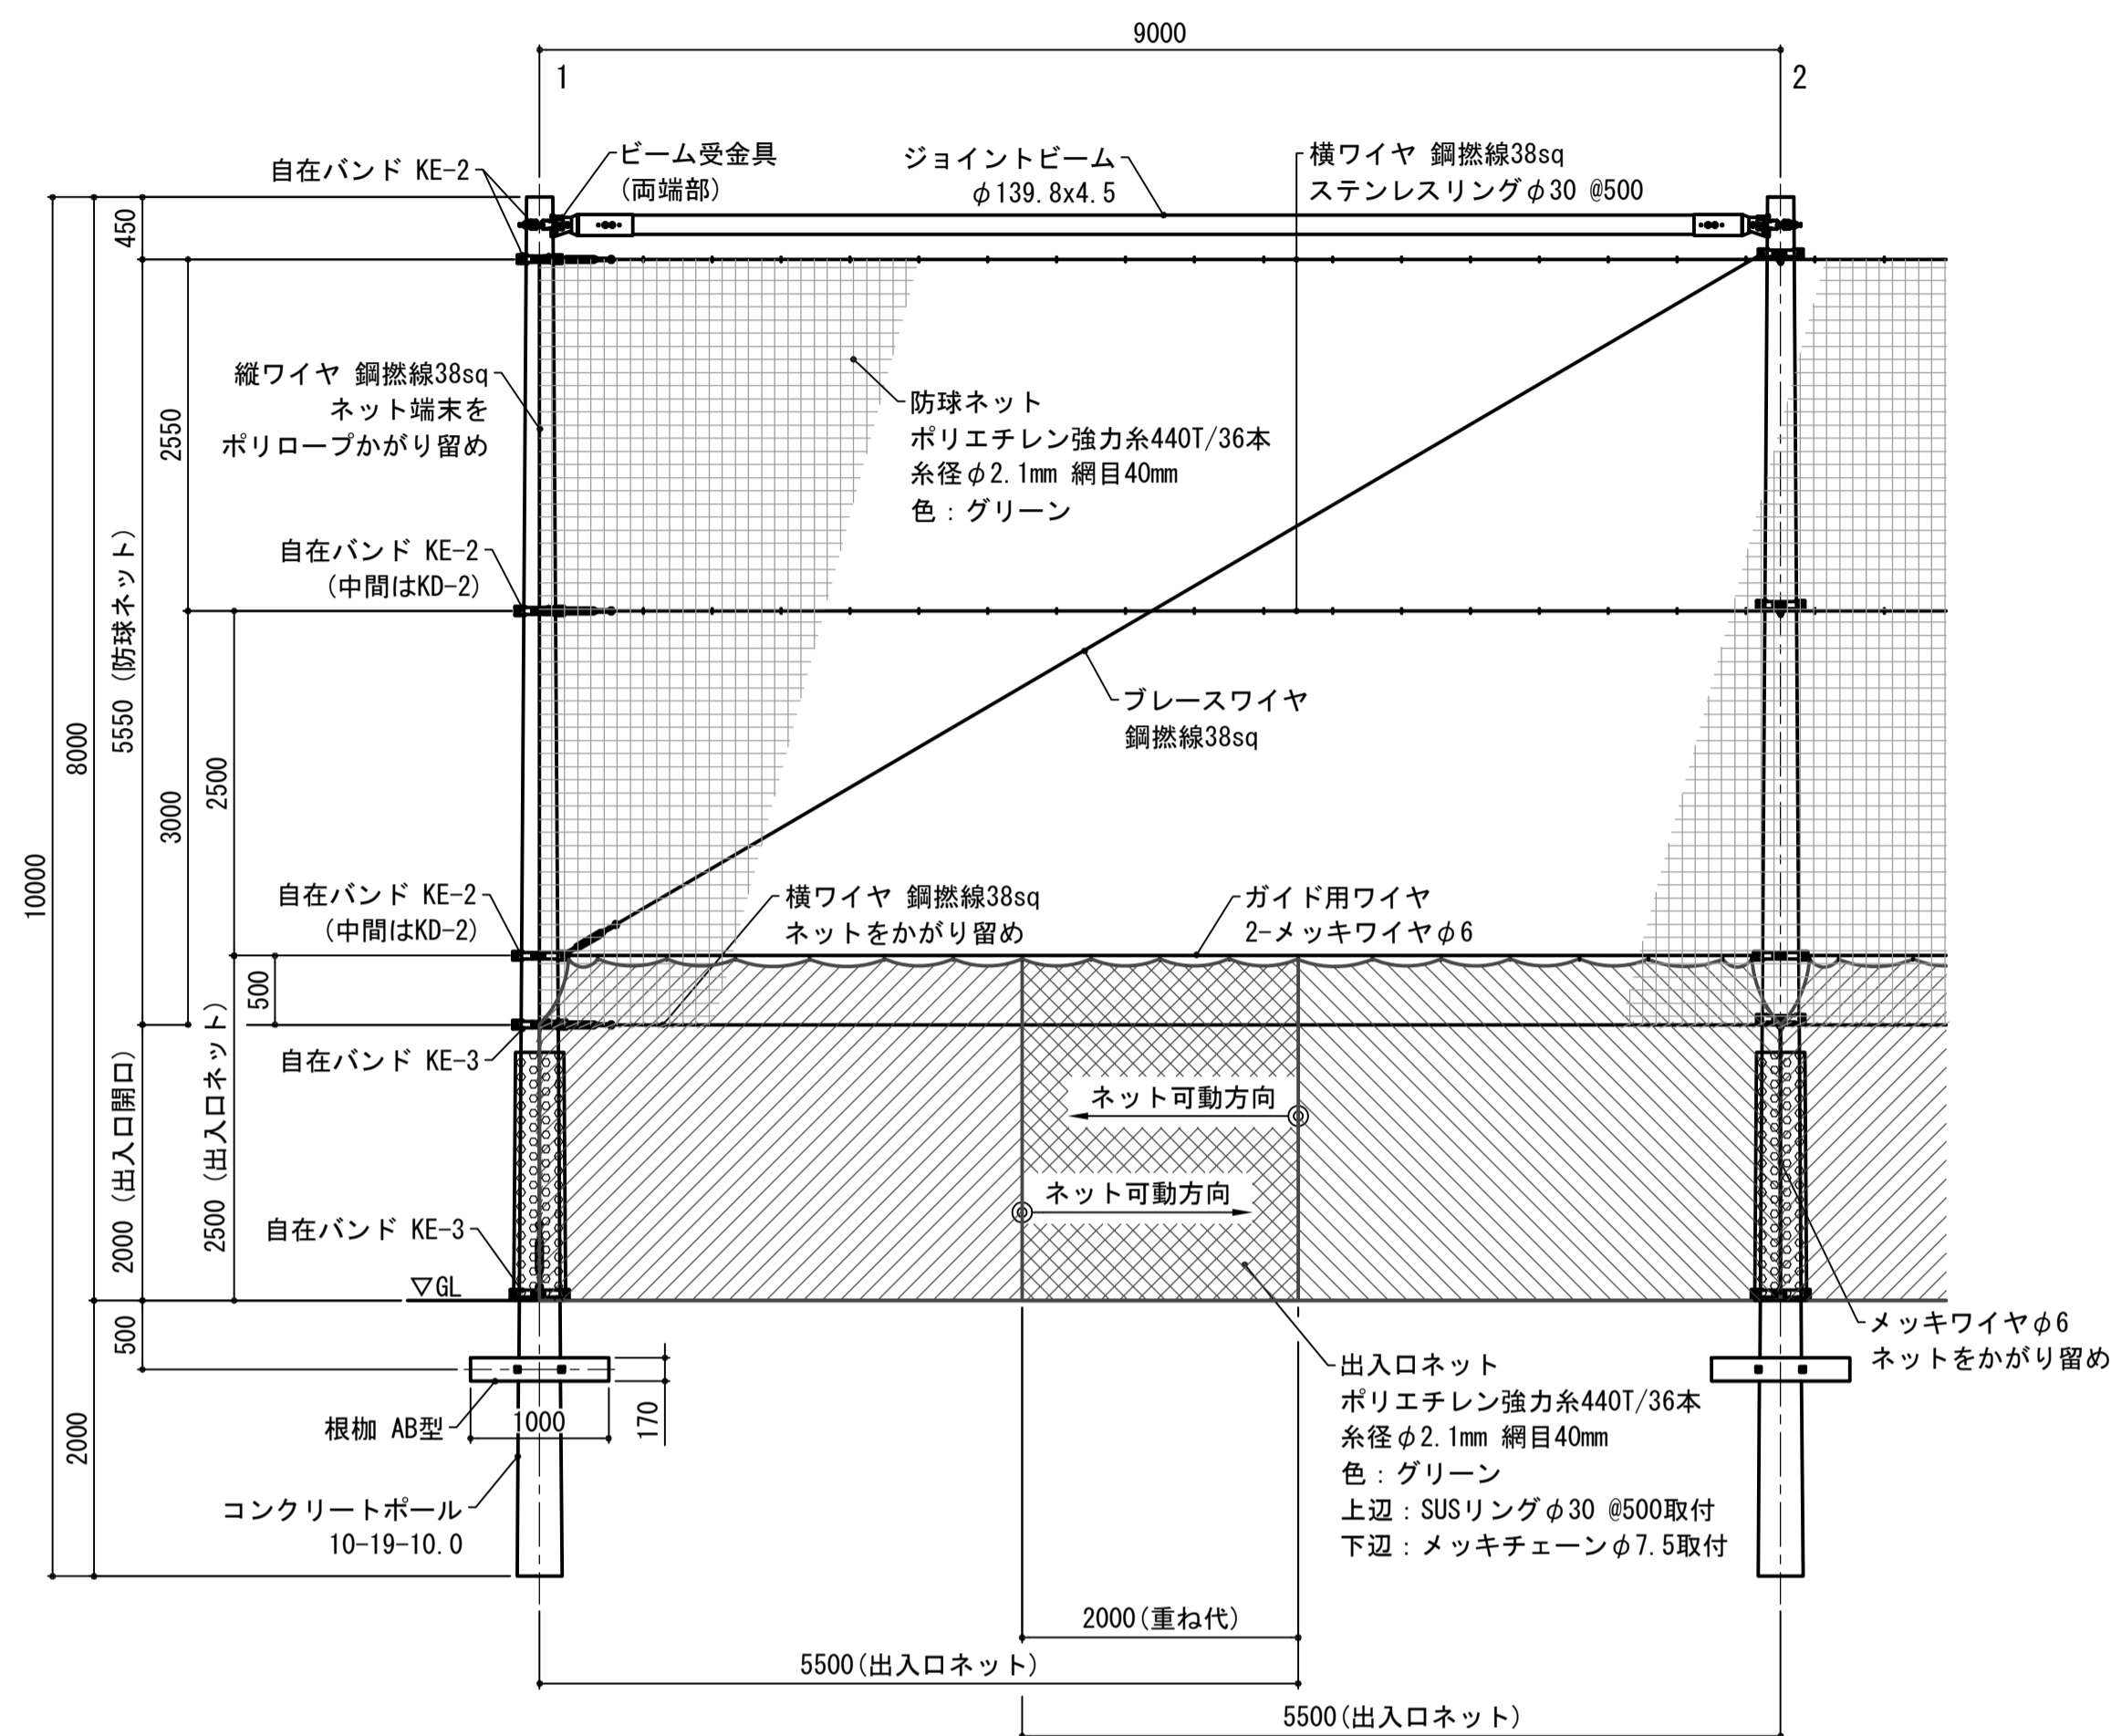 9000
1
2
自在バンド KE-2
ビーム受金具
(両端部)
ジョイントビーム
φ139.8x4.5
横ワイヤ 鋼撚線38sq
ステンレスリングφ30 @500
450
縦ワイヤ 鋼撚線38sq
ネット端末を
ポリロープかがり留め
防球ネット
ポリエチレン強力糸440T/36本
糸径φ2.1mm 網目40mm
色：グリーン
2550
自在バンド KE-2
(中間はKD-2)
5550 (防球ネット)
8000
2500
3000
10000
ブレースワイヤ
鋼撚線38sq
自在バンド KE-2
(中間はKD-2)
横ワイヤ 鋼撚線38sq
ネットをかがり留め
ガイド用ワイヤ
2-メッキワイヤφ6
500
自在バンド KE-3
2000 (出入口開口)
2500 (出入口ネット)
ネット可動方向
ネット可動方向
自在バンド KE-3
▽GL
500
メッキワイヤφ6
ネットをかがり留め
根枷 AB型
1000
170
2000
コンクリートポール
10-19-10.0
出入口ネット
ポリエチレン強力糸440T/36本
糸径φ2.1mm 網目40mm
色：グリーン
上辺：SUSリングφ30 @500取付
下辺：メッキチェーンφ7.5取付
2000(重ね代)
5500(出入口ネット)
5500(出入口ネット)